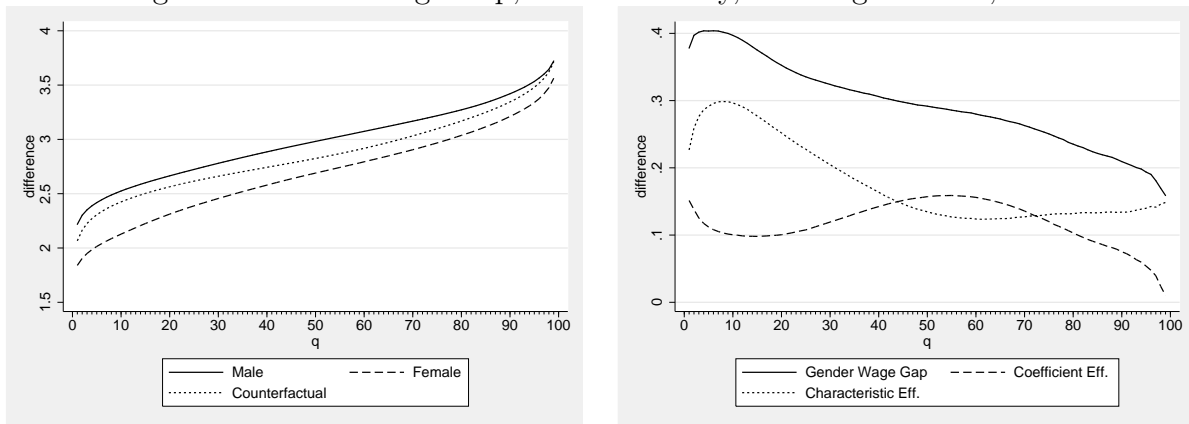 difference
4
3.5
3
2.5
2
1.5
0 10 20 30 40 50 60 70 80 90 100
q
Male Female
Counterfactual
difference
.4
.3
.2
.1
0
0 10 20 30 40 50 60 70 80 90 100
q
Gender Wage Gap Coefficient Eff.
Characteristic Eff.